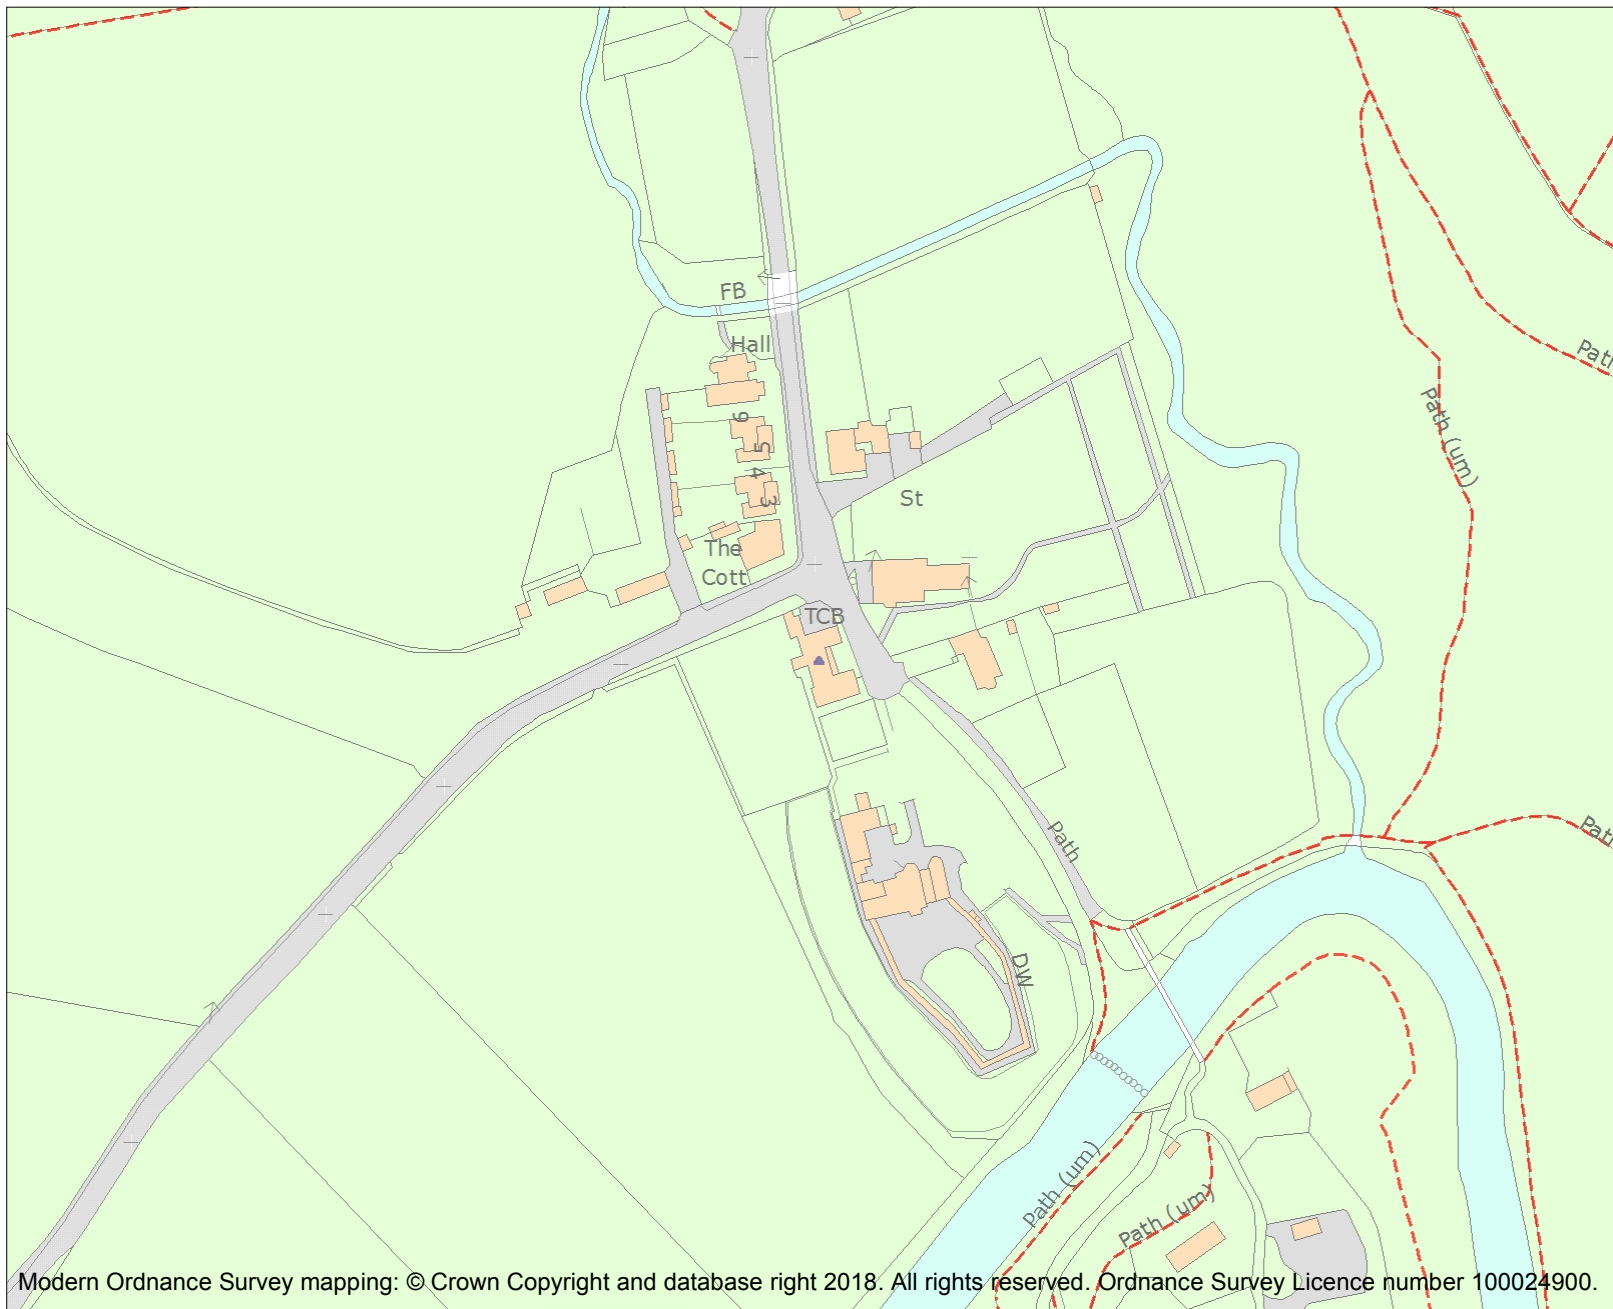 FB
Hall
Path
Path (um)
6
5
4
3
St
The
Cott
TCB
Path
Path
DW
Path (um)
Path (um)
Modern Ordnance Survey mapping: © Crown Copyright and database right 2018. All rights reserved. Ordnance Survey Licence number 100024900.